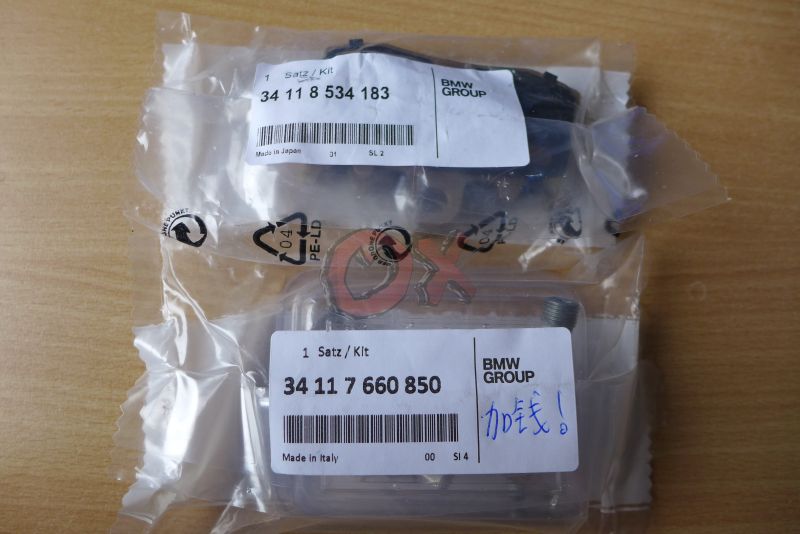 1 Satz / Kit
34 11 8 534 183
BMW
GROUP
Made in Japan 31 SL 2
04
PE-LD
Ox
1 Satz / Kit
34 11 7 660 850
BMW
GROUP
加钱!
Made in Italy 00 SI 4